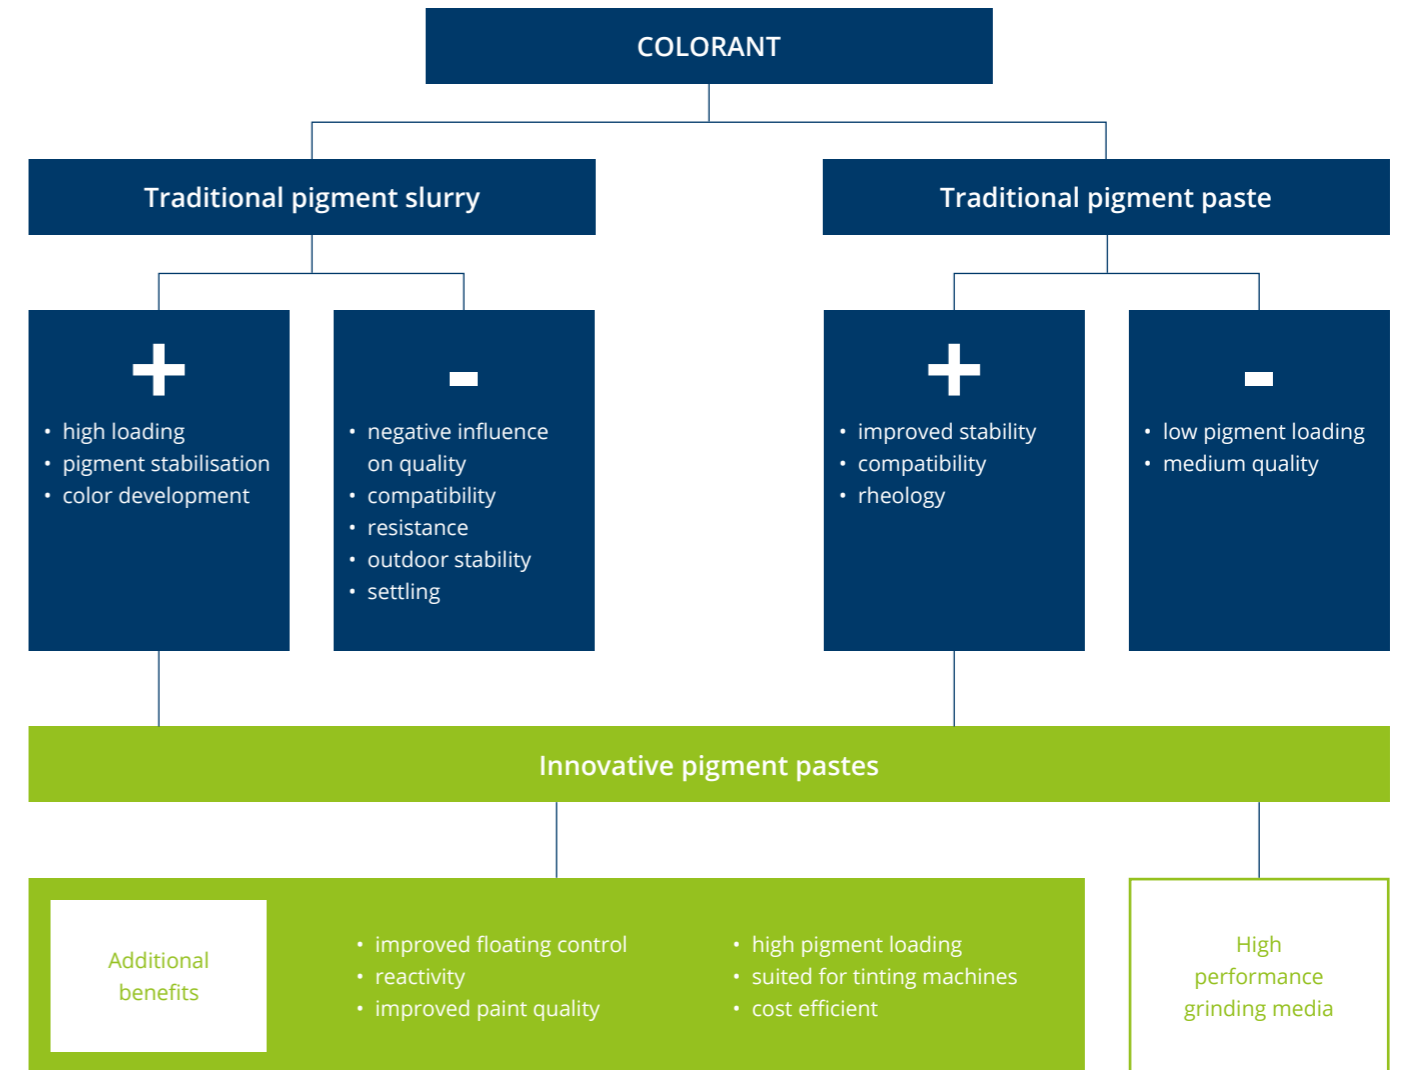 COLORANT
Traditional pigment slurry
Traditional pigment paste
+
• high loading
• pigment stabilisation
• color development
-
• negative influence
on quality
• compatibility
• resistance
• outdoor stability
• settling
+
• improved stability
• compatibility
• rheology
-
• low pigment loading
• medium quality
Innovative pigment pastes
Additional
benefits
• improved floating control
• reactivity
• improved paint quality
• high pigment loading
• suited for tinting machines
• cost efficient
High
performance
grinding media